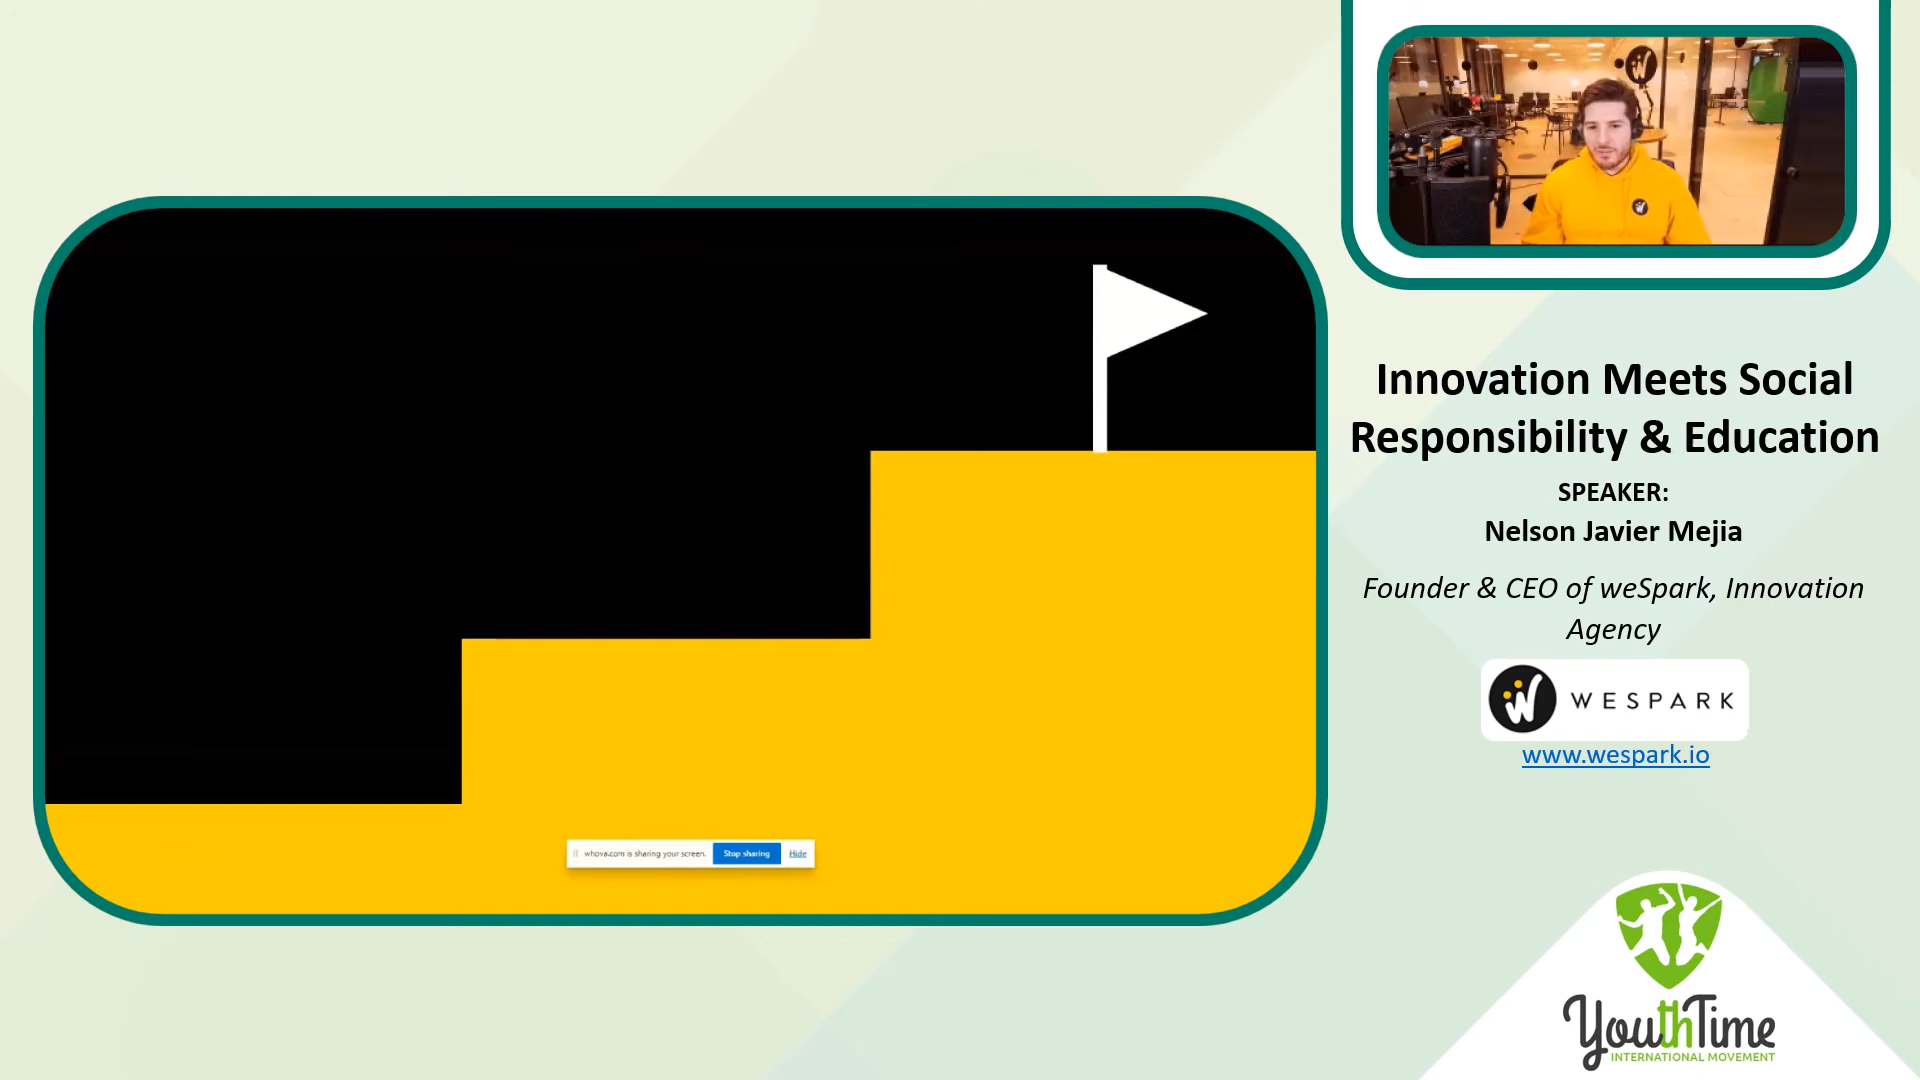 Innovation Meets Social
Responsibility & Education
SPEAKER:
Nelson Javier Mejia
Founder & CEO of weSpark, Innovation
Agency
WESPARK
www.wespark.io
whova.com is sharing your screen.
Stop sharing
Hide
YouthTime
INTERNATIONAL MOVEMENT